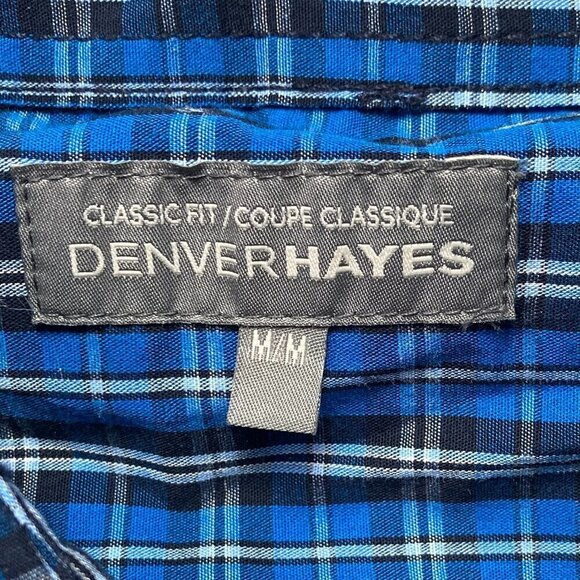 CLASSIC FIT / COUPE CLASSIQUE
DENVERHAYES
M/M